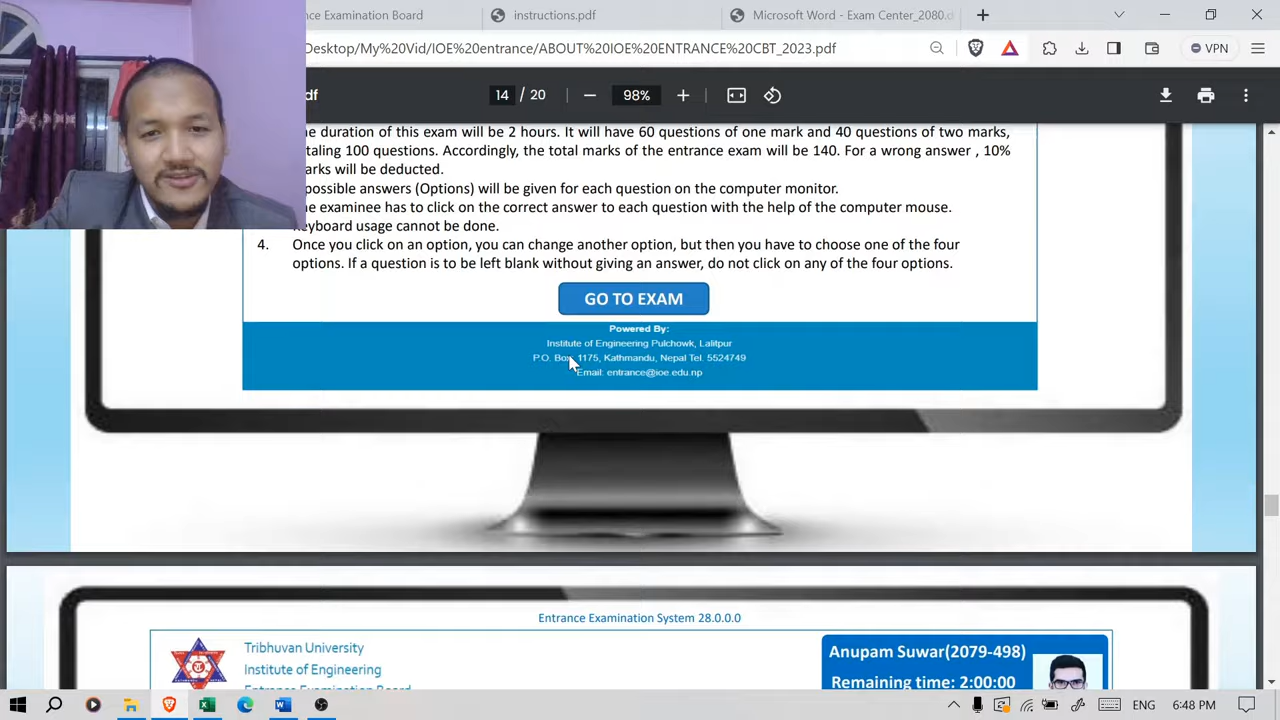 nce Examination Board
instructions.pdf
Microsoft Word - Exam Center_2080.d
Desktop/My%20Vid/IOE%20entrance/ABOUT%20IOE%20ENTRANCE%20CBT_2023.pdf
VPN
df
14 / 20
98%
he duration of this exam will be 2 hours. It will have 60 questions of one mark and 40 questions of two marks,
taling 100 questions. Accordingly, the total marks of the entrance exam will be 140. For a wrong answer , 10%
arks will be deducted.
possible answers (Options) will be given for each question on the computer monitor.
he examinee has to click on the correct answer to each question with the help of the computer mouse.
Keyboard usage cannot be done.
4. Once you click on an option, you can change another option, but then you have to choose one of the four
options. If a question is to be left blank without giving an answer, do not click on any of the four options.
GO TO EXAM
Powered By:
Institute of Engineering Pulchowk, Lalitpur
P.O. Box 1175, Kathmandu, Nepal Tel. 5524749
Email: entrance@ioe.edu.np
Entrance Examination System 28.0.0.0
Tribhuvan University
Institute of Engineering
Entrance Examination Board
Anupam Suwar(2079-498)
Remaining time: 2:00:00
ENG
6:48 PM